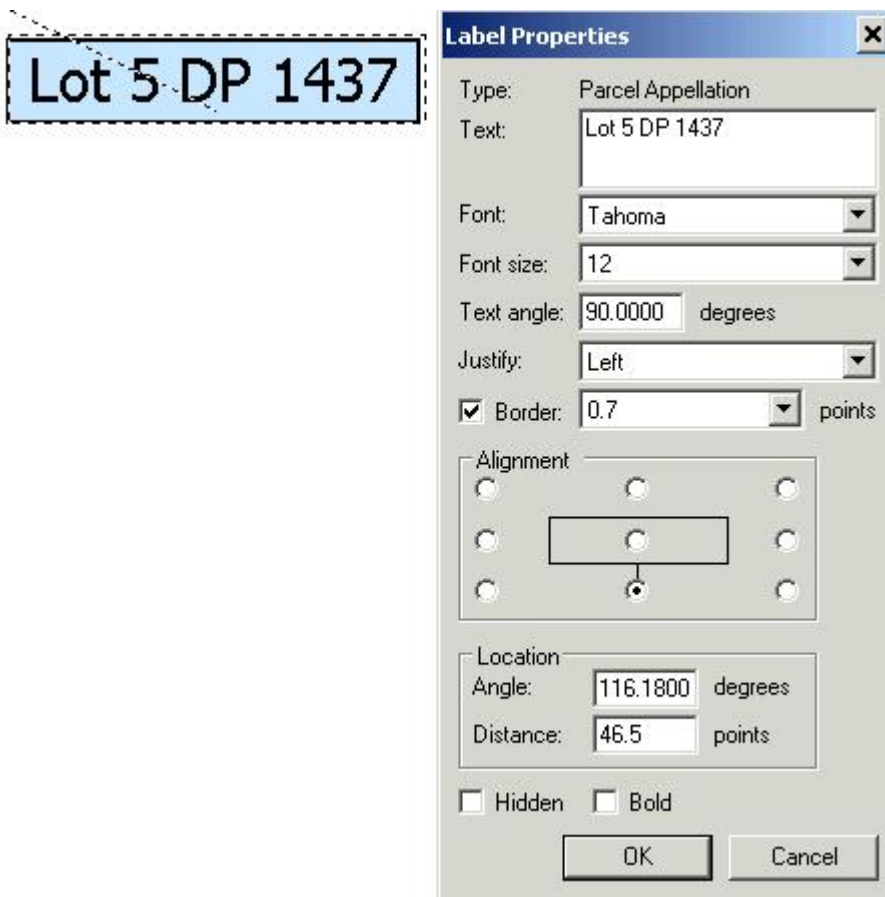 Lot 5 DP 1437
Label Properties
Type: Parcel Appellation
Text: Lot 5 DP 1437
Font: Tahoma
Font size: 12
Text angle: 90.0000 degrees
Justify: Left
Border: 0.7 points
Alignment
Location
Angle: 116.1800 degrees
Distance: 46.5 points
Hidden Bold
OK Cancel